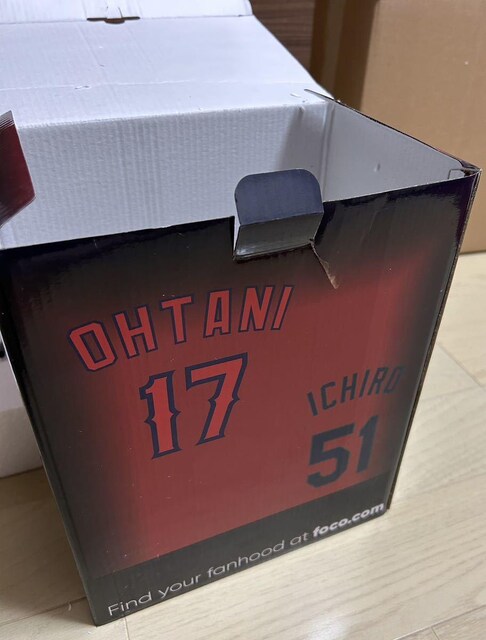 OHTANI
17
ICHIRO
51
Find your fanhood at foco.com